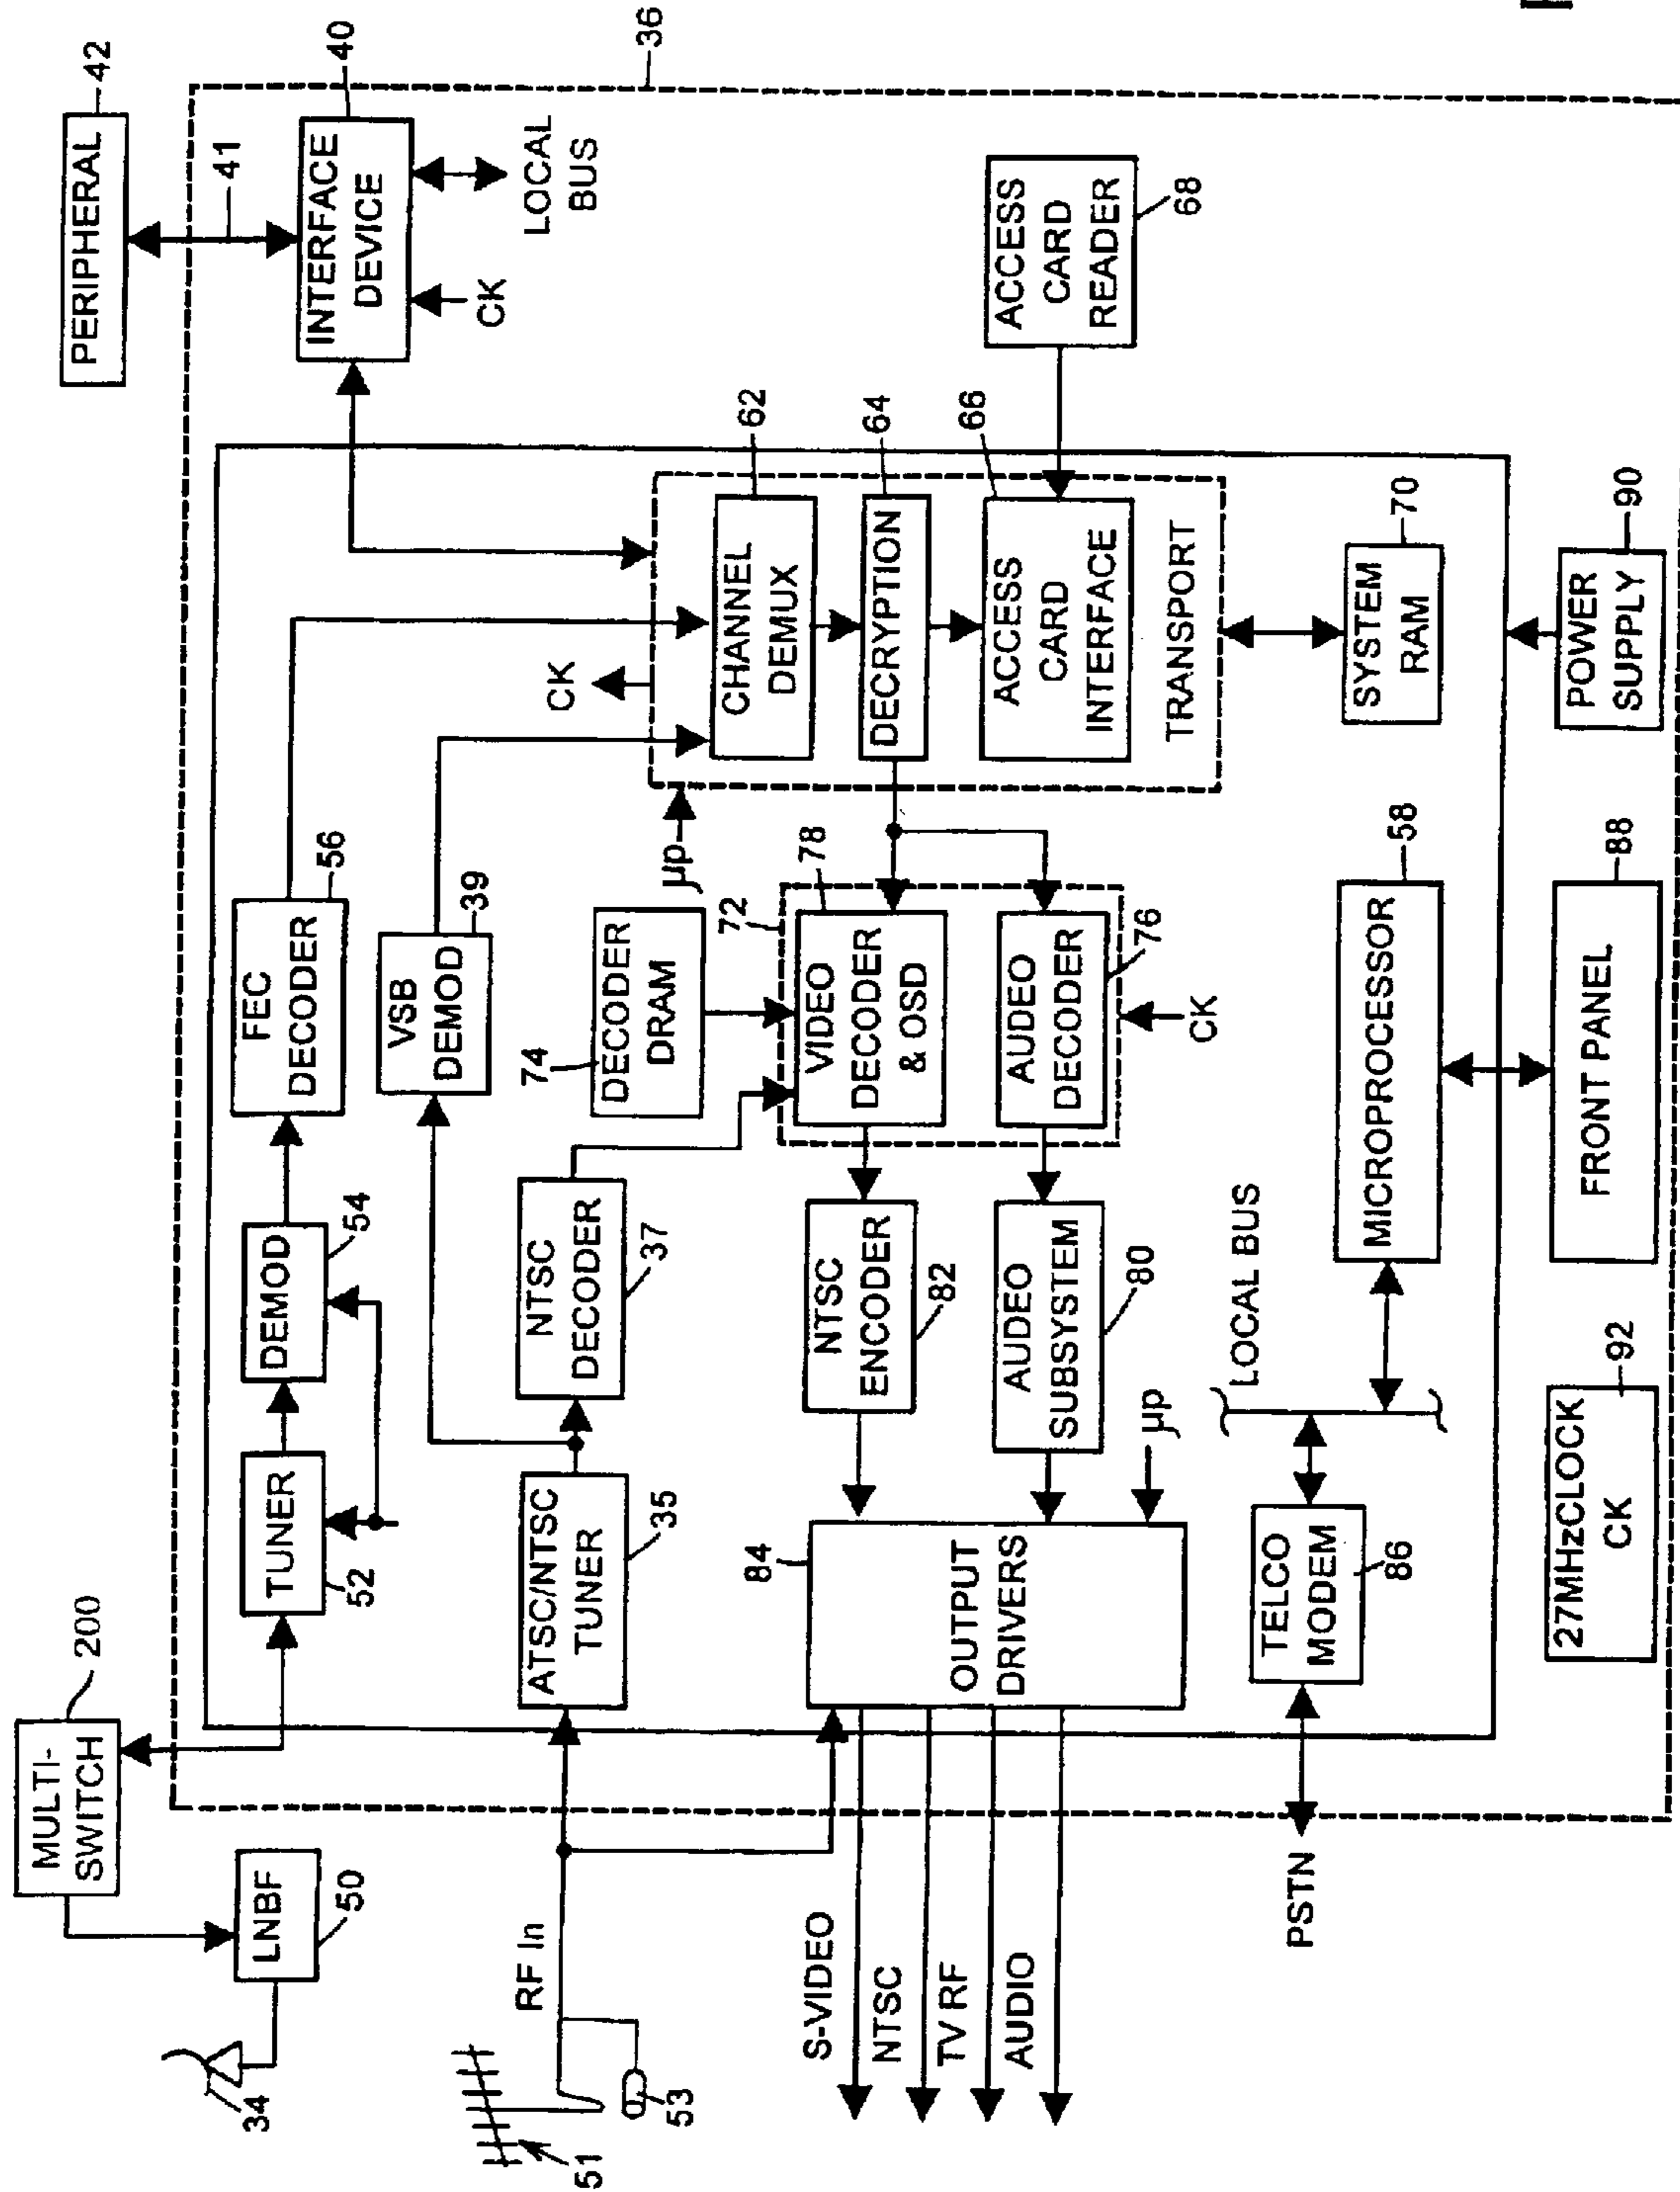 MULTI-
SWITCH
200
PERIPHERAL
42
34
LNBF
50
TUNER
52
DEMOD
54
FEC
DECODER
56
41
INTERFACE
DEVICE
40
36
CK
LOCAL
BUS
VSB
DEMOD
39
51
53
RF In
ATSC/NTSC
TUNER
35
NTSC
DECODER
37
74
DECODER
DRAM
µp
CK
CHANNEL
DEMUX
62
DECRYPTION
64
ACCESS
CARD
INTERFACE
66
TRANSPORT
ACCESS
CARD
READER
68
S-VIDEO
NTSC
TV RF
AUDIO
84
OUTPUT
DRIVERS
NTSC
ENCODER
82
72
78
VIDEO
DECODER
& OSD
AUDIO
SUBSYSTEM
80
AUDIO
DECODER
76
µp
CK
PSTN
TELCO
MODEM
86
LOCAL BUS
MICROPROCESSOR
58
SYSTEM
RAM
70
27MHzCLOCK
CK
92
FRONT PANEL
88
POWER
SUPPLY
90